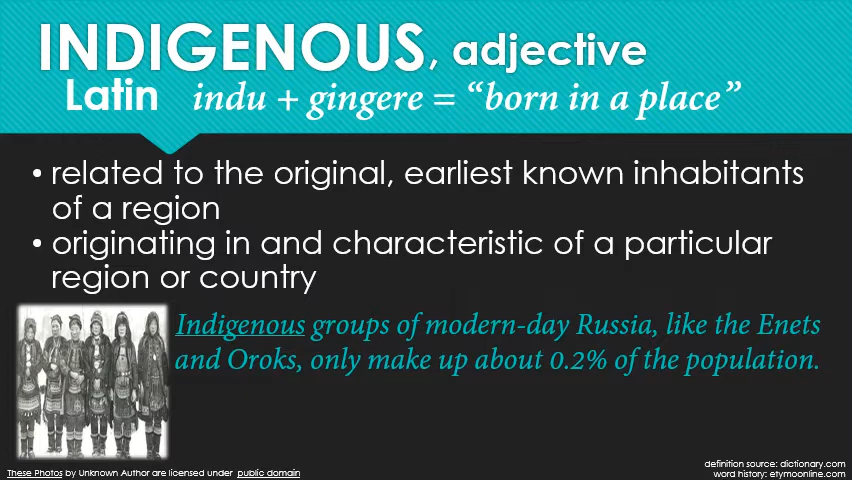 INDIGENOUS, adjective
Latin indu + gingere = “born in a place”
• related to the original, earliest known inhabitants
of a region
• originating in and characteristic of a particular
region or country
Indigenous groups of modern-day Russia, like the Enets
and Oroks, only make up about 0.2% of the population.
These Photos by Unknown Author are licensed under public domain
definition source: dictionary.com
word history: etymoonline.com